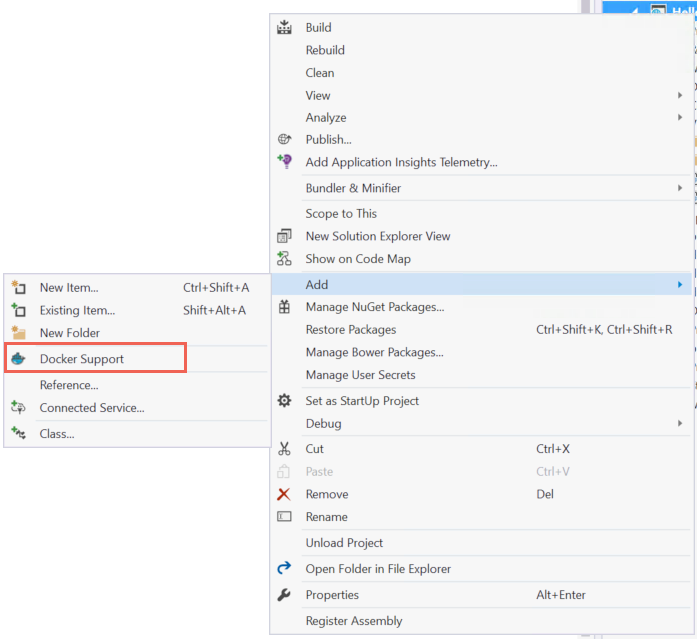 Hello
Build
Rebuild
Clean
View
Analyze
Publish...
Add Application Insights Telemetry...
Bundler & Minifier
Scope to This
New Solution Explorer View
Show on Code Map
Add
Manage NuGet Packages...
Restore Packages Ctrl+Shift+K, Ctrl+Shift+R
Manage Bower Packages...
Manage User Secrets
Set as StartUp Project
Debug
Cut Ctrl+X
Paste Ctrl+V
Remove Del
Rename
Unload Project
Open Folder in File Explorer
Properties Alt+Enter
Register Assembly
New Item... Ctrl+Shift+A
Existing Item... Shift+Alt+A
New Folder
Docker Support
Reference...
Connected Service...
Class...